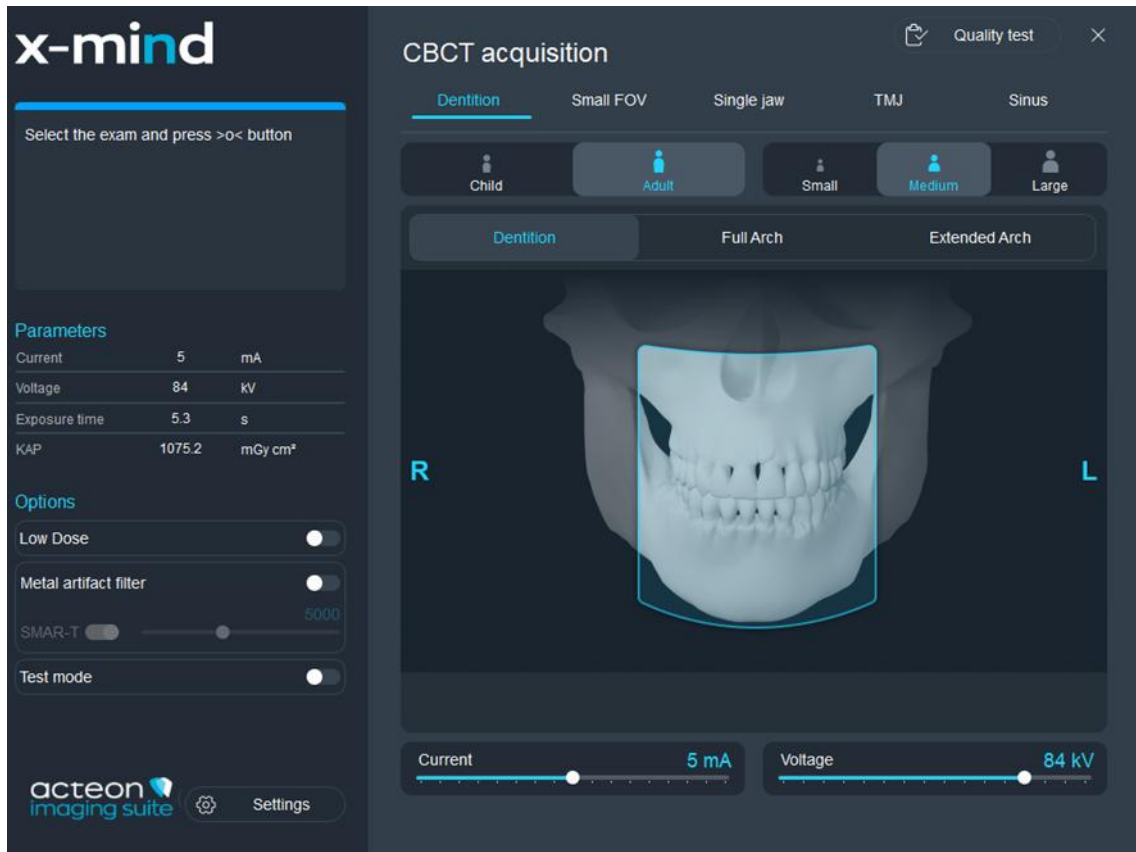 x-mind
Select the exam and press >o< button
Parameters
Current 5 mA
Voltage 84 kV
Exposure time 5.3 s
KAP 1075.2 mGy cm²
Options
Low Dose
Metal artifact filter
5000
SMAR-T
Test mode
acteon
imaging suite
Settings
CBCT acquisition
Quality test
Dentition Small FOV Single jaw TMJ Sinus
Child Adult Small Medium Large
Dentition Full Arch Extended Arch
R L
Current 5 mA Voltage 84 kV